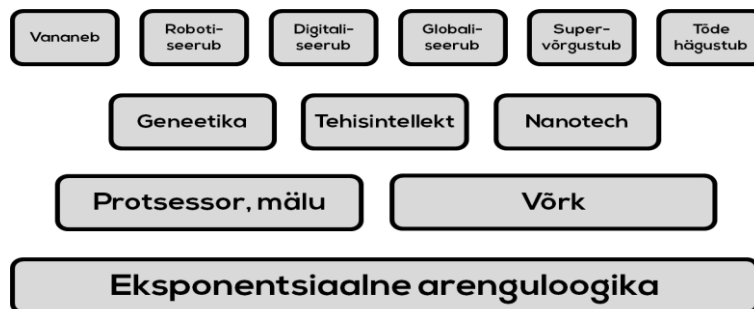 Vananeb
Roboti-
seerub
Digitali-
seerub
Globali-
seerub
Super-
võrgustub
Tõde
hägustub
Geneetika
Tehisintellekt
Nanotech
Protsessor, mälu
Võrk
Eksponentsiaalne arenguloogika